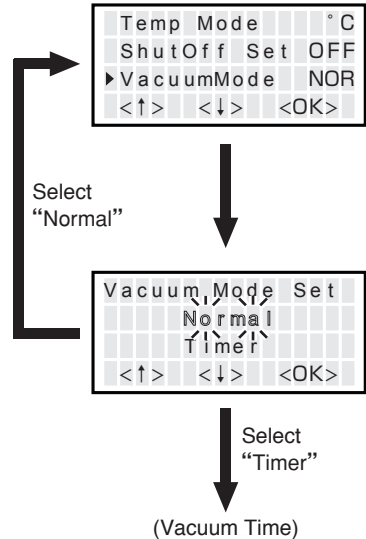 Temp Mode °C
ShutOff Set OFF
▶VacuumMode NOR
<↑> <↓> <OK>
Select
“Normal”
Vacuum Mode Set
Normal
Timer
<↑> <↓> <OK>
Select
“Timer”
(Vacuum Time)